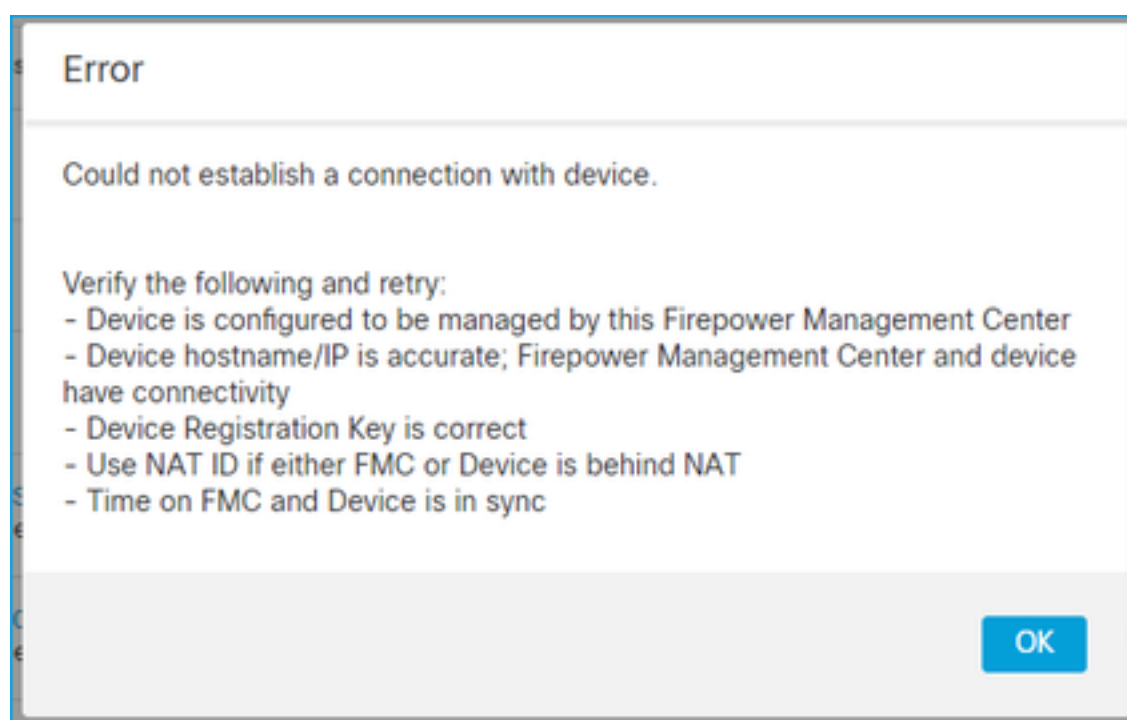 Error
Could not establish a connection with device.
Verify the following and retry:
- Device is configured to be managed by this Firepower Management Center
- Device hostname/IP is accurate; Firepower Management Center and device
have connectivity
- Device Registration Key is correct
- Use NAT ID if either FMC or Device is behind NAT
- Time on FMC and Device is in sync
OK